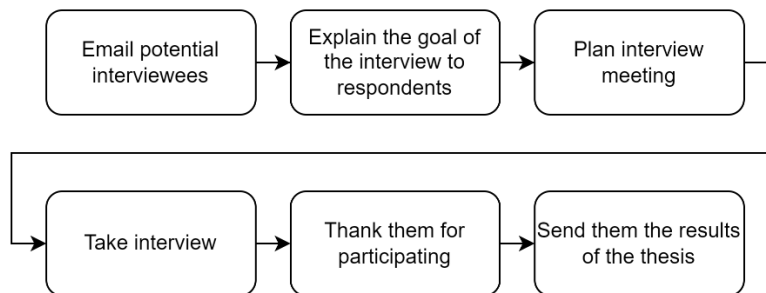 Email potential
interviewees
Explain the goal of
the interview to
respondents
Plan interview
meeting
Take interview
Thank them for
participating
Send them the results
of the thesis